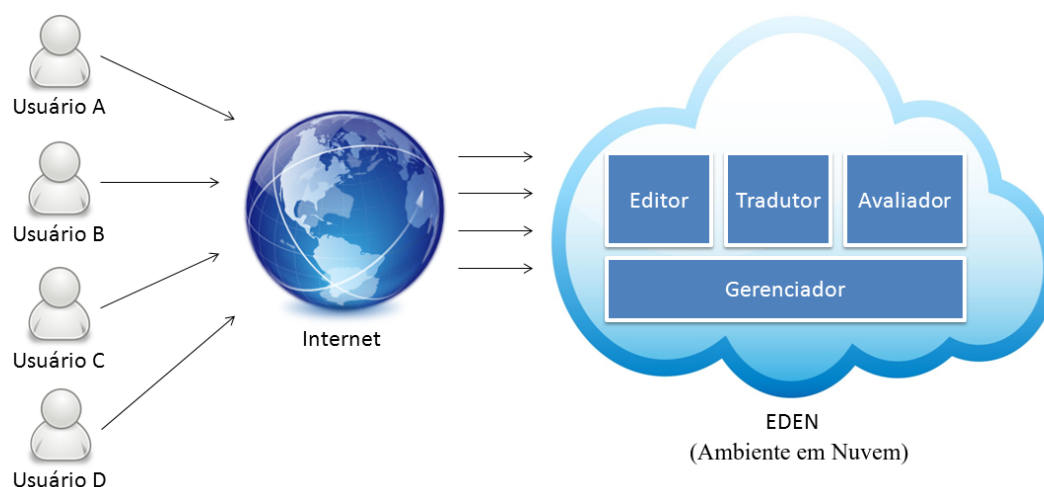 Usuário A
Usuário B
Usuário C
Usuário D
Internet
Editor
Tradutor
Avaliador
Gerenciador
EDEN
(Ambiente em Nuvem)